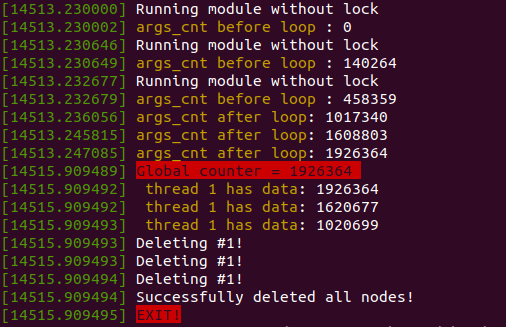 [14513.230000] Running module without lock
[14513.230002] args_cnt before loop : 0
[14513.230646] Running module without lock
[14513.230649] args_cnt before loop : 140264
[14513.232677] Running module without lock
[14513.232679] args_cnt before loop : 458359
[14513.236056] args_cnt after loop: 1017340
[14513.245815] args_cnt after loop: 1608803
[14513.247085] args_cnt after loop: 1926364
[14515.909489] Global counter = 1926364
[14515.909492]  thread 1 has data: 1926364
[14515.909492]  thread 1 has data: 1620677
[14515.909493]  thread 1 has data: 1020699
[14515.909493] Deleting #1!
[14515.909493] Deleting #1!
[14515.909494] Deleting #1!
[14515.909494] Successfully deleted all nodes!
[14515.909495] EXIT!